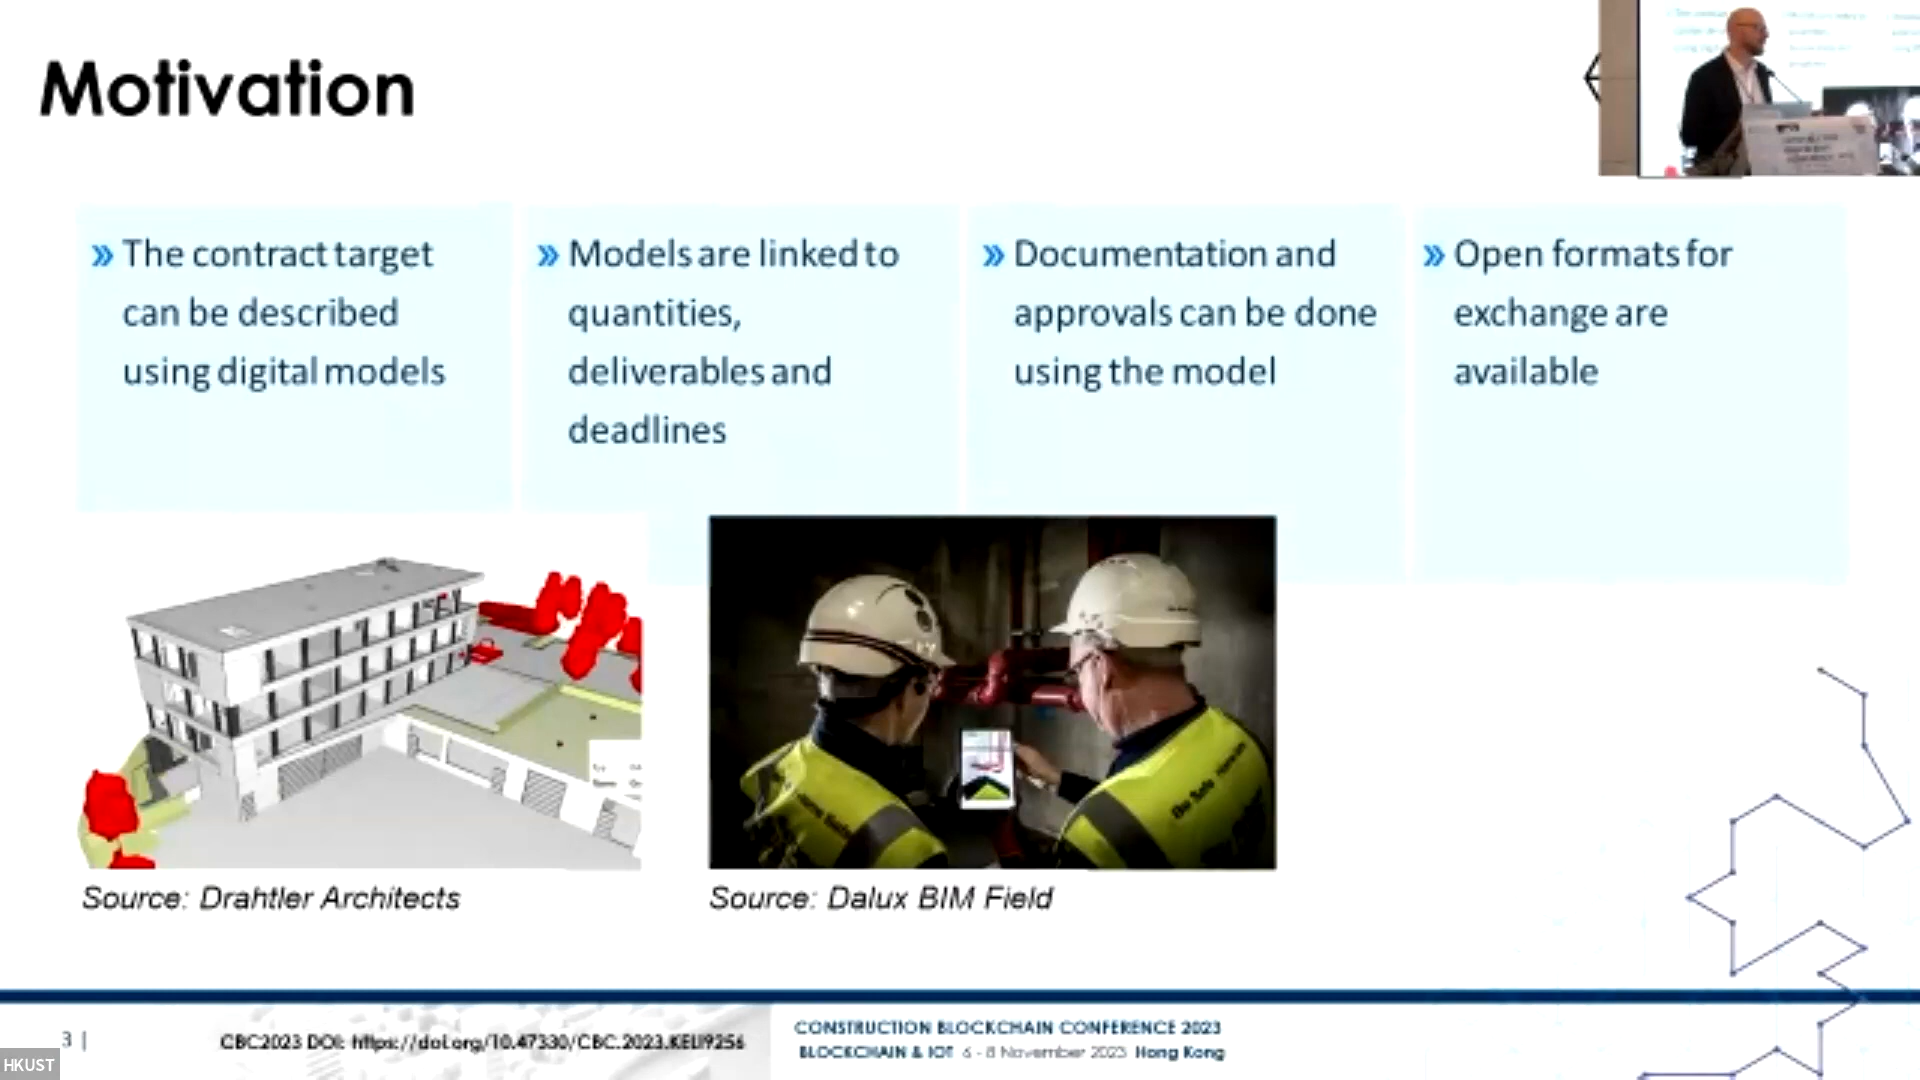 Motivation
» The contract target
can be described
using digital models
» Models are linked to
quantities,
deliverables and
deadlines
» Documentation and
approvals can be done
using the model
» Open formats for
exchange are
available
Source: Drahtler Architects
Source: Dalux BIM Field
3 |
CBC2023 DOI: https://doi.org/10.47330/CBC.2023.KELI9256
CONSTRUCTION BLOCKCHAIN CONFERENCE 2023
BLOCKCHAIN & IOT 6 - 8 November 2023 Hong Kong
HKUST